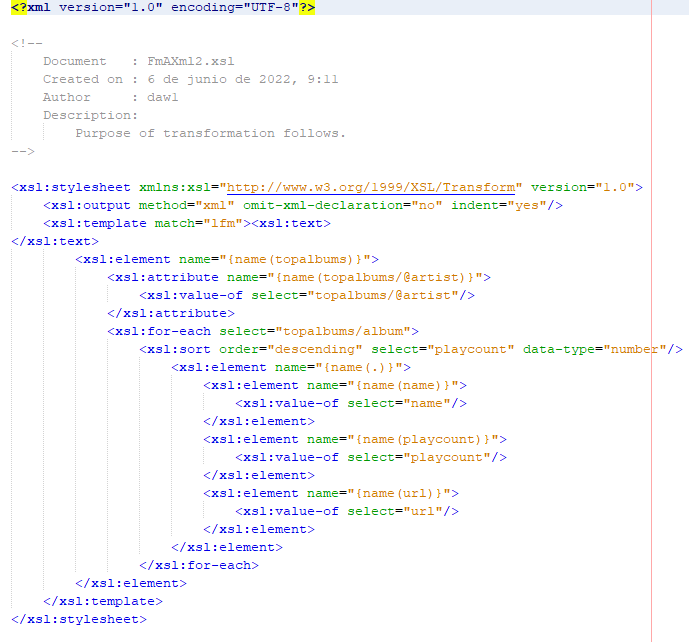 <?xml version="1.0" encoding="UTF-8"?>
<!--
    Document   : FmAXml2.xsl
    Created on : 6 de junio de 2022, 9:11
    Author     : daw1
    Description:
        Purpose of transformation follows.
-->
<xsl:stylesheet xmlns:xsl="http://www.w3.org/1999/XSL/Transform" version="1.0">
    <xsl:output method="xml" omit-xml-declaration="no" indent="yes"/>
    <xsl:template match="lfm"><xsl:text>
</xsl:text>
        <xsl:element name="{name(topalbums)}">
            <xsl:attribute name="{name(topalbums/@artist)}">
                <xsl:value-of select="topalbums/@artist"/>
            </xsl:attribute>
            <xsl:for-each select="topalbums/album">
                <xsl:sort order="descending" select="playcount" data-type="number"/>
                    <xsl:element name="{name(.)}">
                        <xsl:element name="{name(name)}">
                            <xsl:value-of select="name"/>
                        </xsl:element>
                        <xsl:element name="{name(playcount)}">
                            <xsl:value-of select="playcount"/>
                        </xsl:element>
                        <xsl:element name="{name(url)}">
                            <xsl:value-of select="url"/>
                        </xsl:element>
                    </xsl:element>
                </xsl:for-each>
        </xsl:element>
    </xsl:template>
</xsl:stylesheet>